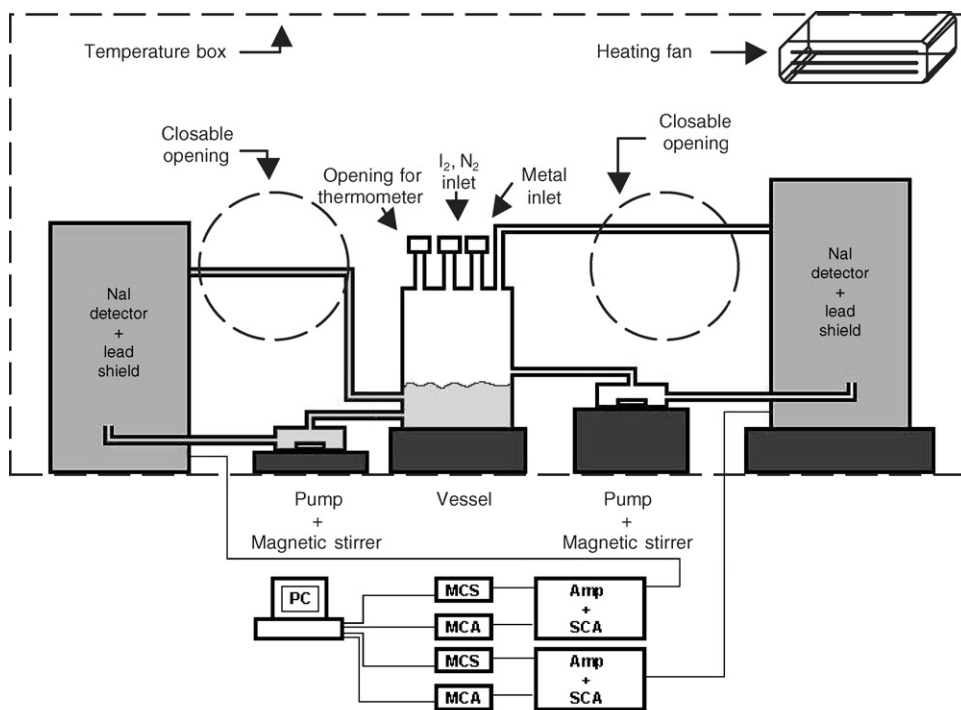 Temperature box
Heating fan
Closable
opening
Closable
opening
I₂, N₂
inlet
Opening for
thermometer
Metal
inlet
NaI
detector
+
lead
shield
NaI
detector
+
lead
shield
Pump
+
Magnetic stirrer
Vessel
Pump
+
Magnetic stirrer
PC
MCS
MCA
Amp
+
SCA
MCS
MCA
Amp
+
SCA